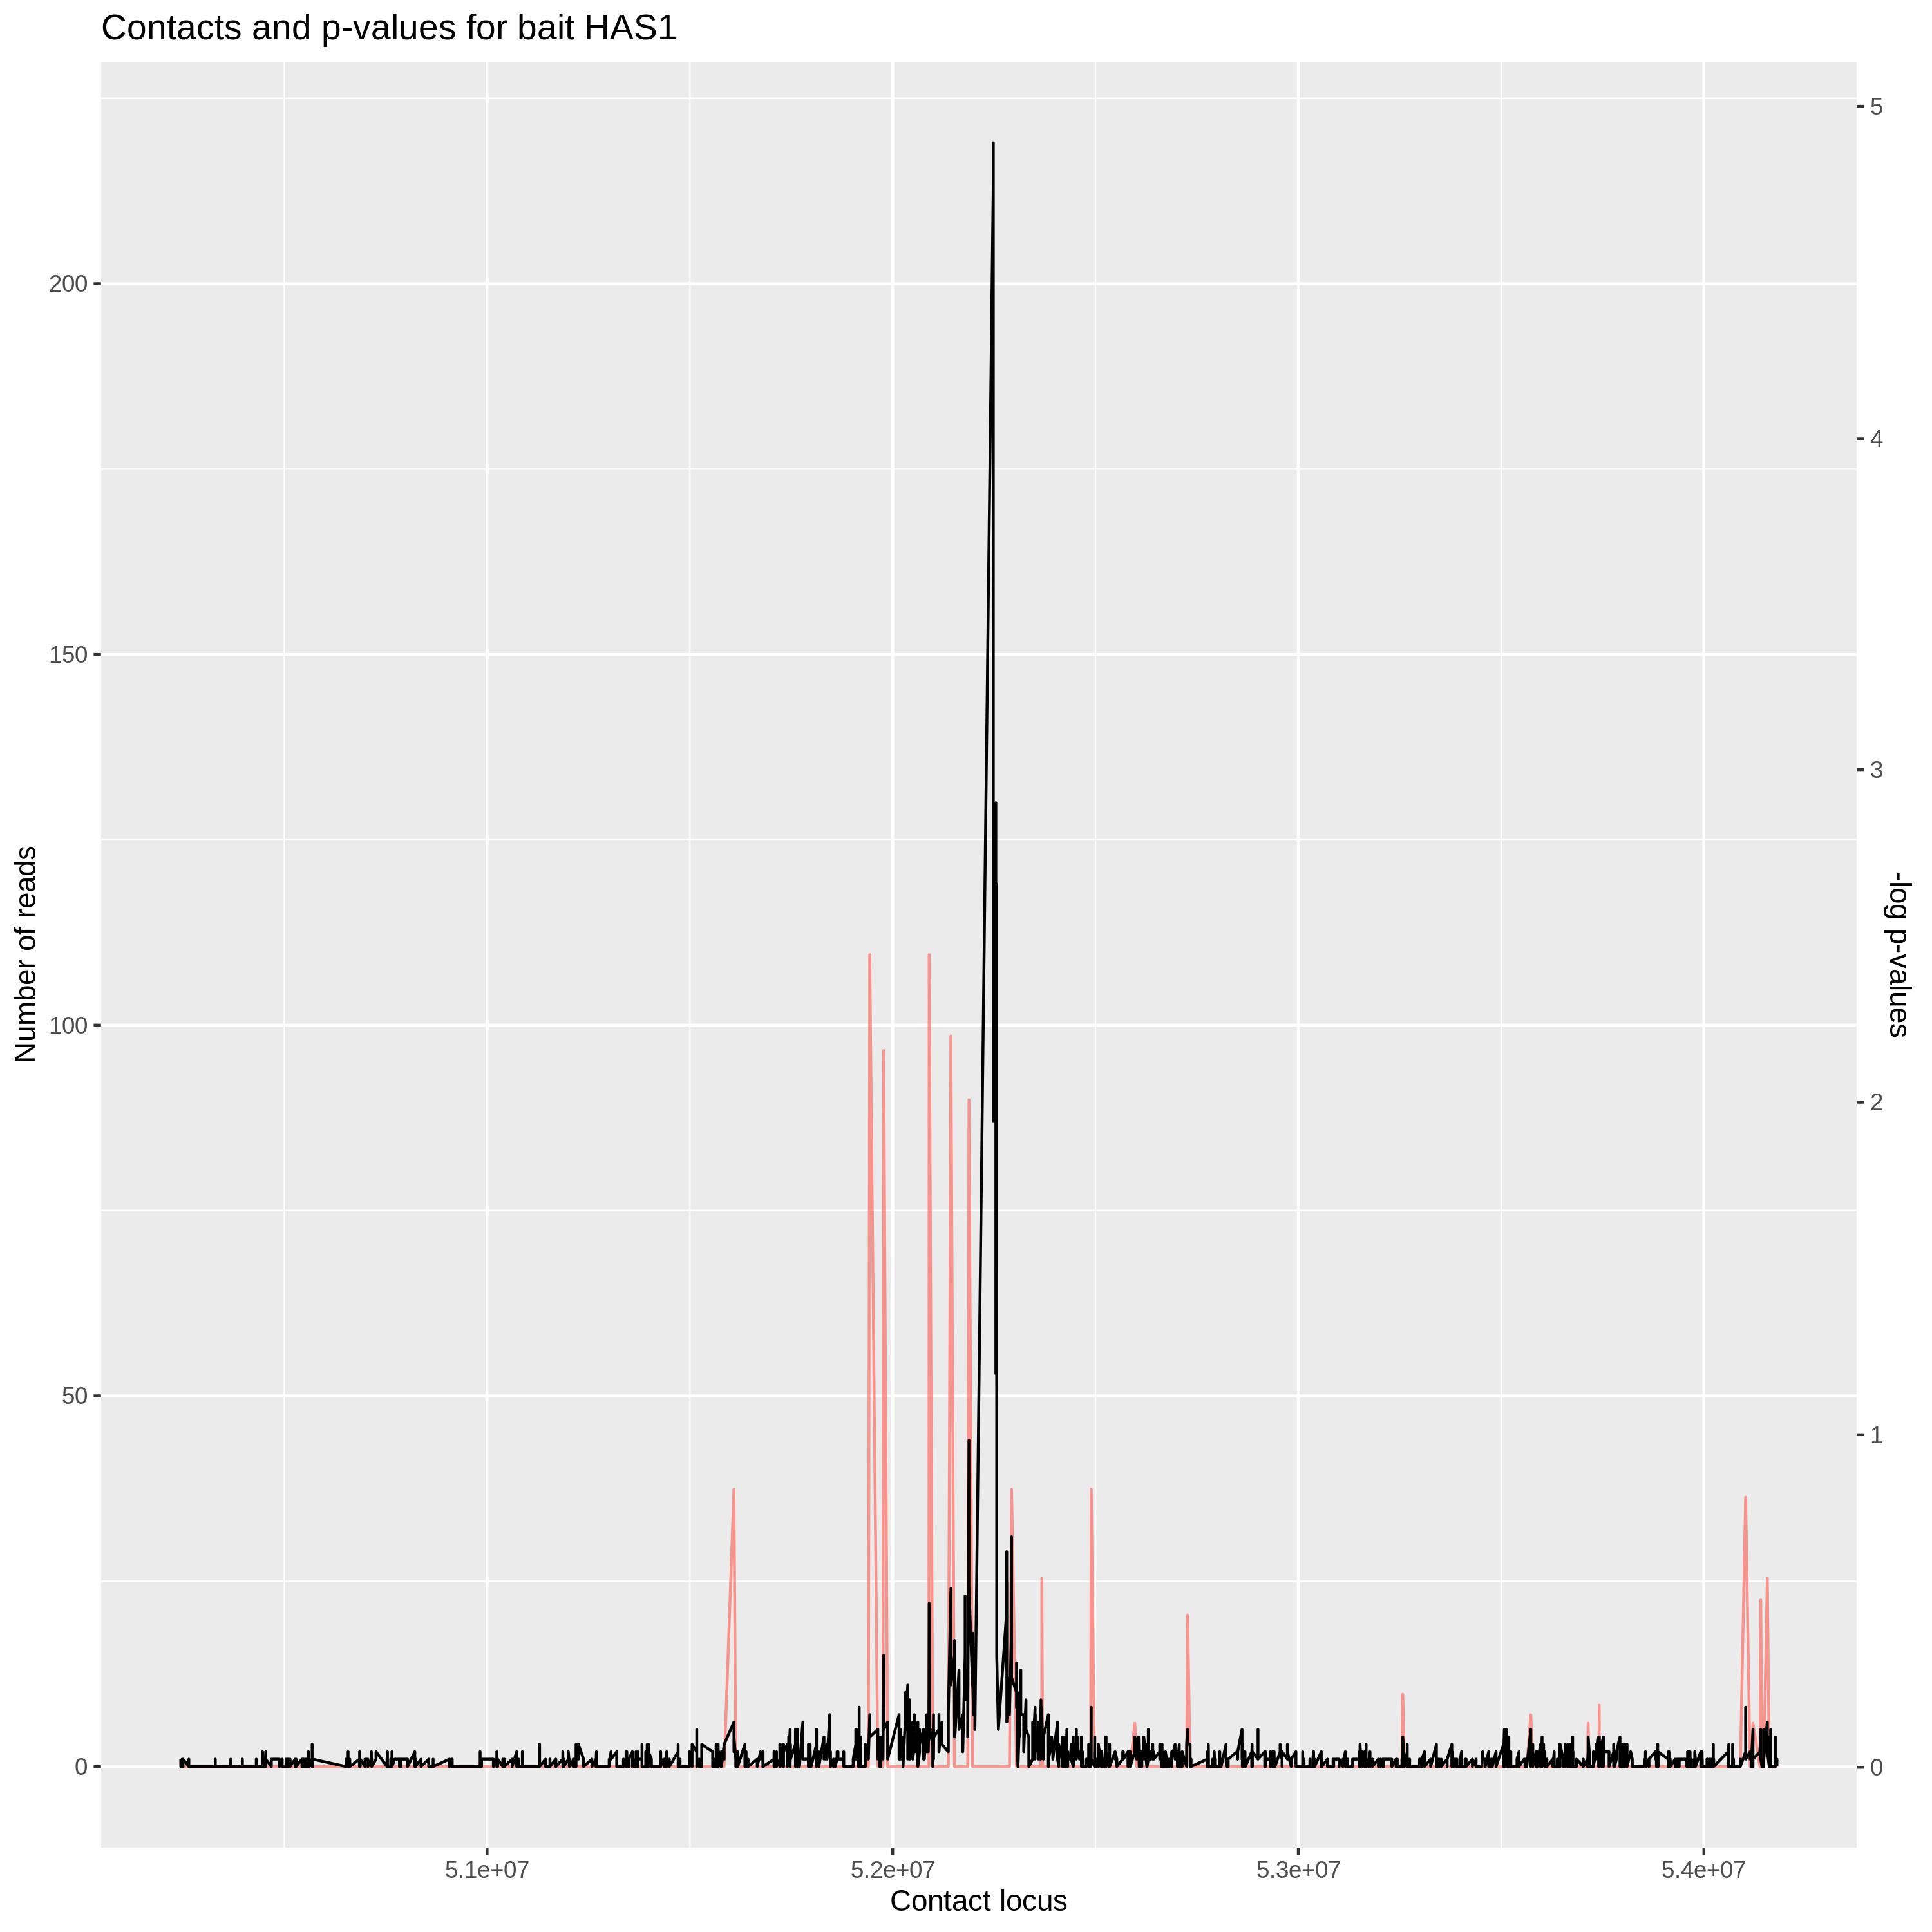 Contacts and p-values for bait HAS1
Number of reads
200
150
100
50
0
5
4
3
2
1
0
-log p-values
5.1e+07
5.2e+07
5.3e+07
5.4e+07
Contact locus